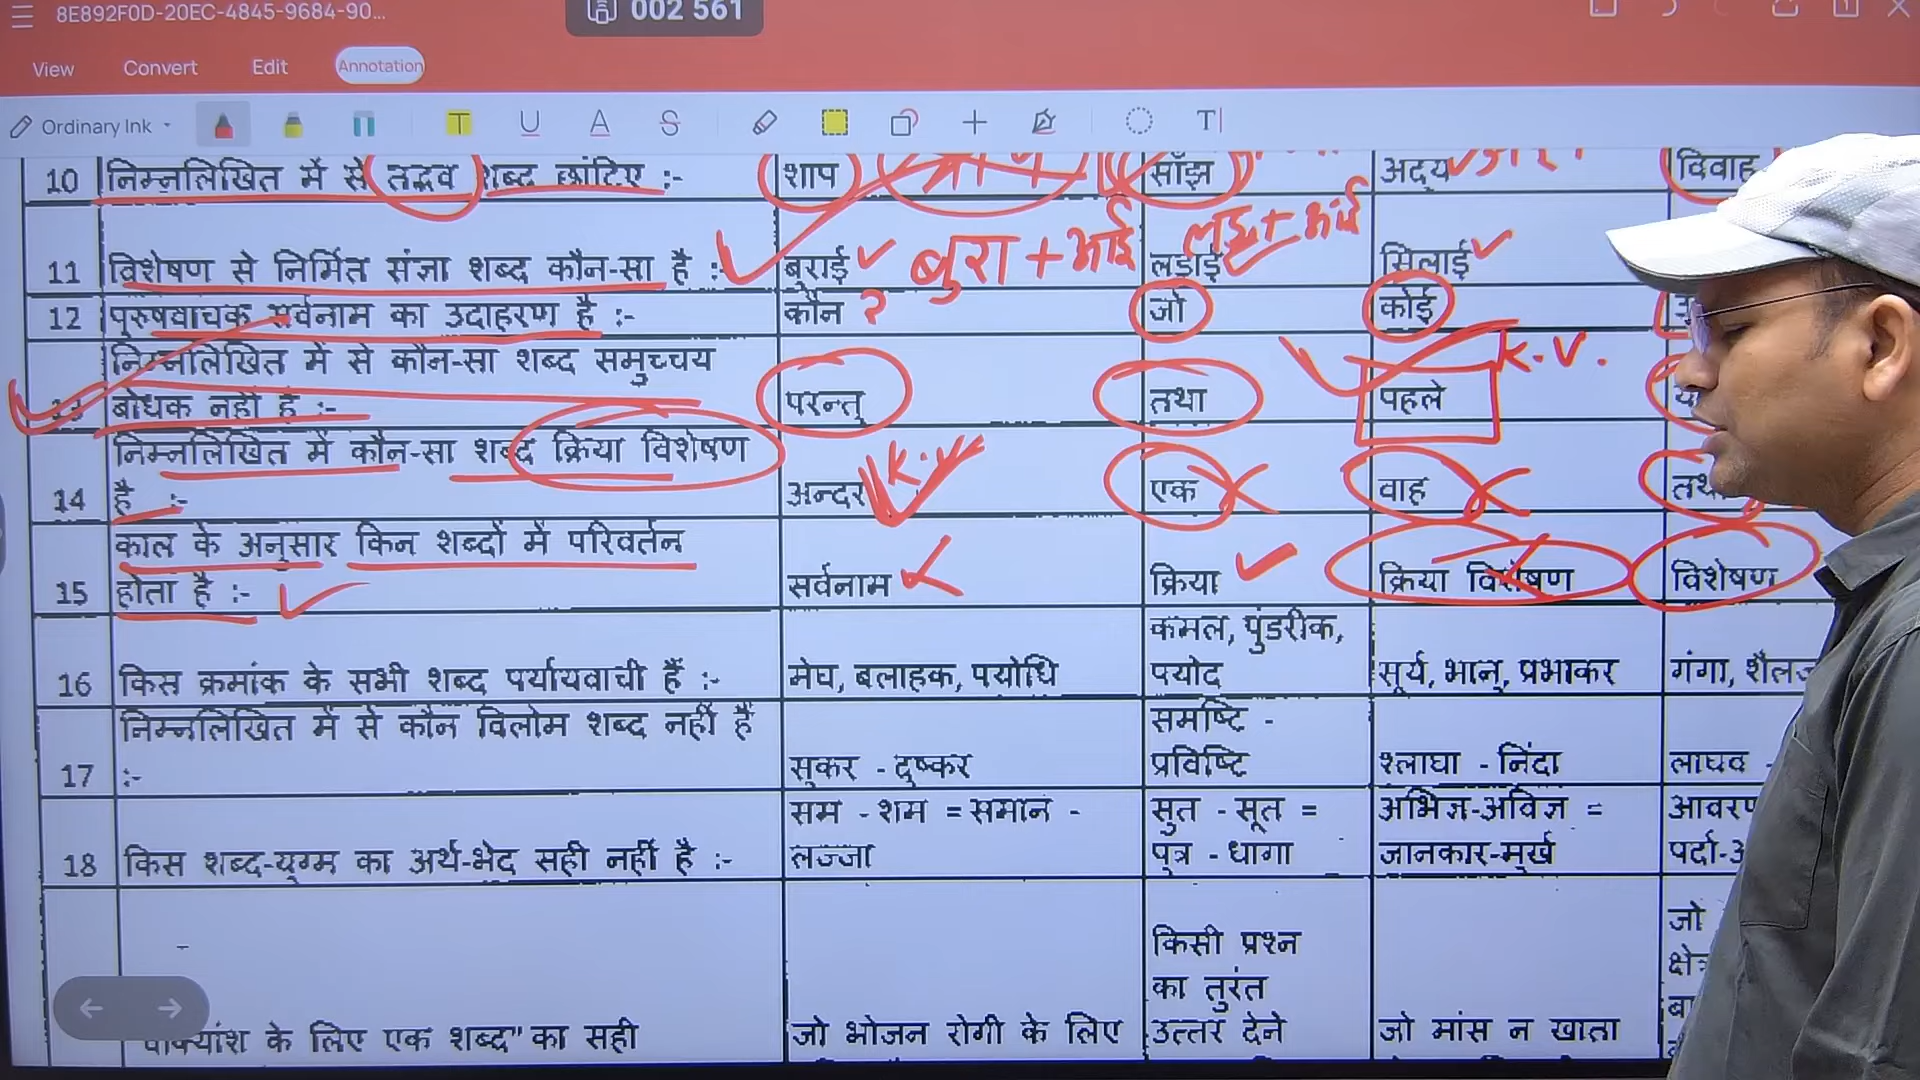 8E892F0D-20EC-4845-9684-90...
002 561
View Convert Edit Annotation
Ordinary Ink
10 निम्नलिखित में से तद्भव शब्द छांटिए :- शाप साँझ अद्य विवाह
11 विशेषण से निर्मित संज्ञा शब्द कौन-सा है :- बुराई बुरा + आई लड़ाई लड़ + आई सिलाई
12 पुरुषवाचक सर्वनाम का उदाहरण है :- कौन ? जो कोई
13 निम्नलिखित में से कौन-सा शब्द समुच्चय
बोधक नहीं है :- परन्तु तथा पहले K.V.
14 निम्नलिखित में कौन-सा शब्द क्रिया विशेषण
है :- अन्दर K.V एक वाह
15 काल के अनुसार किन शब्दों में परिवर्तन
होता है :- सर्वनाम क्रिया क्रिया विशेषण विशेषण
16 किस क्रमांक के सभी शब्द पर्यायवाची हैं :- मेघ, बलाहक, पयोधि
कमल, पुंडरीक,
पयोद
सूर्य, भानु, प्रभाकर गंगा,
17 निम्नलिखित में से कौन विलोम शब्द नहीं हैं
:- सुकर - दुष्कर
समष्टि -
प्रविष्टि
श्लाघा - निंदा लाघव -
18 किस शब्द-युग्म का अर्थ-भेद सही नहीं है :-
सम - शम = समान -
लज्जा
सुत - सूत =
पुत्र - धागा
अभिज्ञ-अविज्ञ =
जानकार-मूर्ख
के लिए एक शब्द" का सही
जो भोजन रोगी के लिए
किसी प्रश्न
का तुरंत
उत्तर देने
जो मांस न खाता
जो